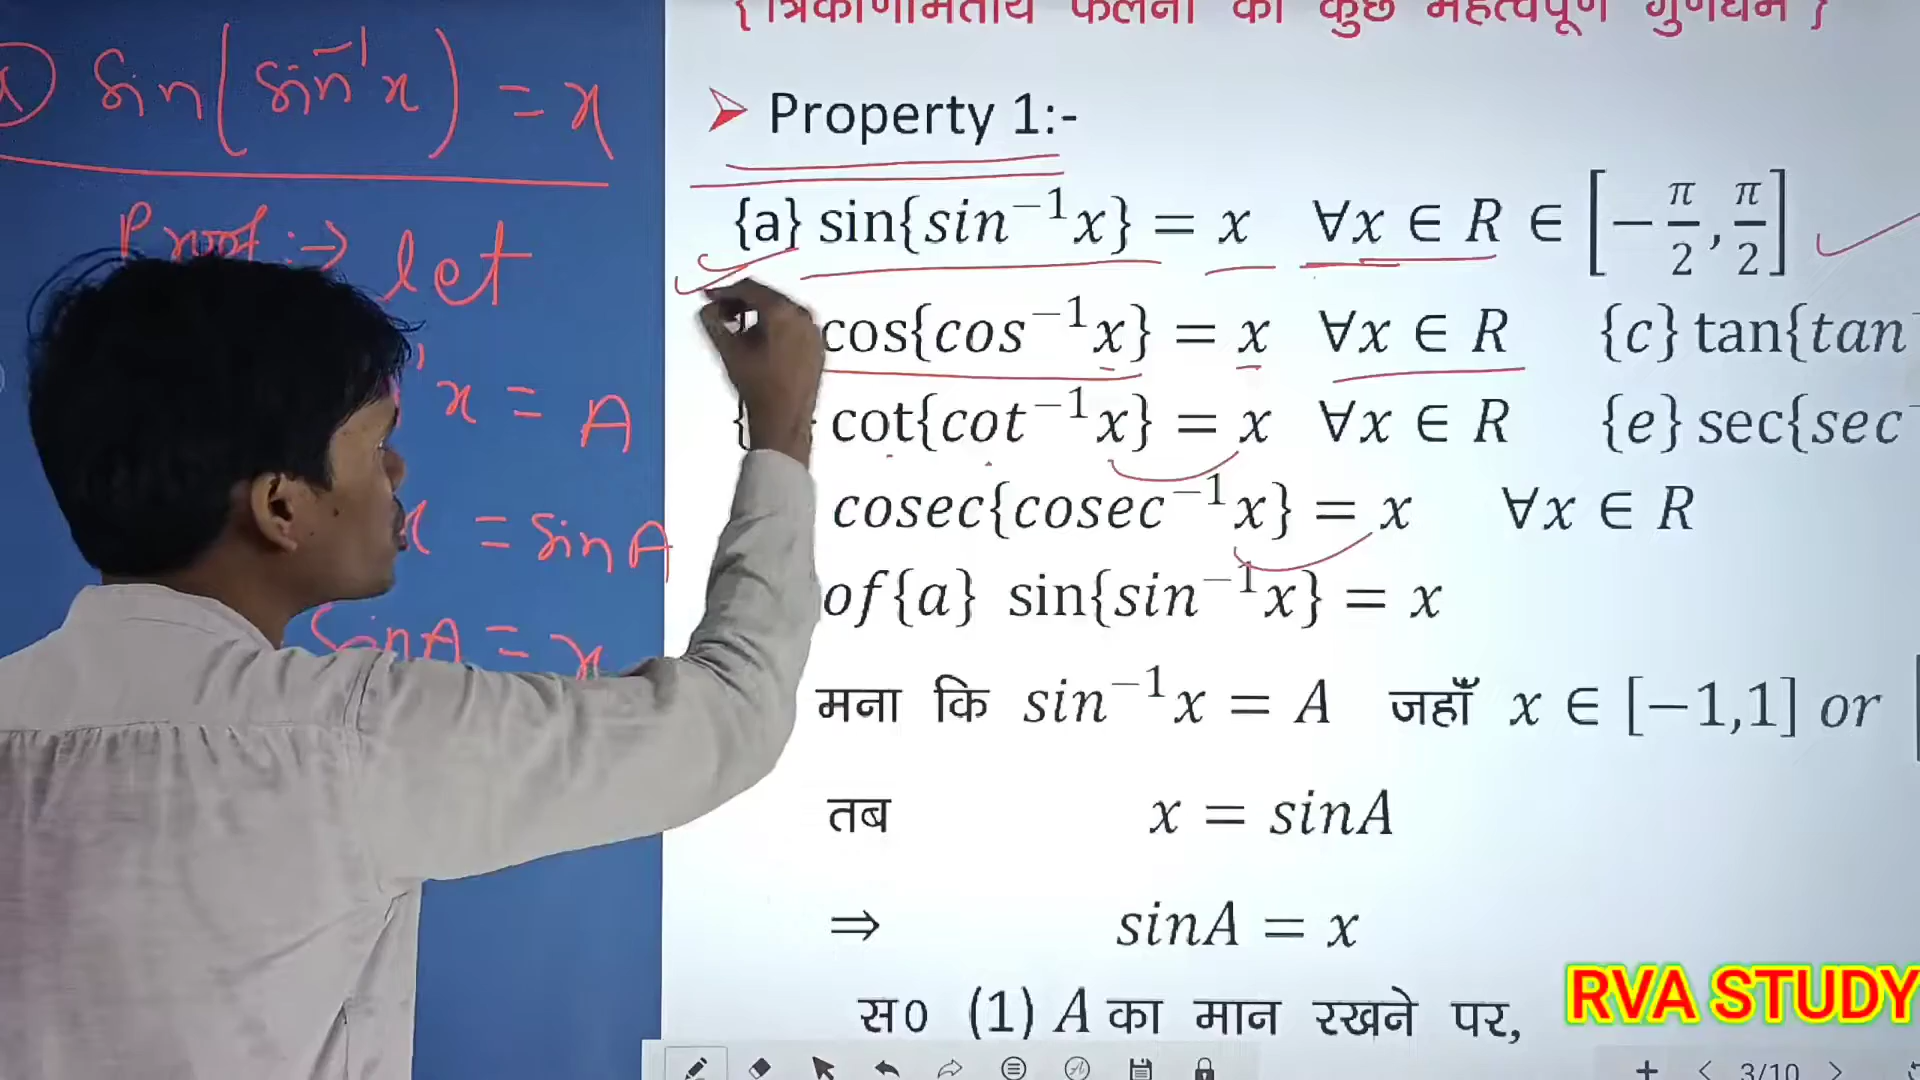 sin(sin⁻¹x) = x
Proof :→ let
x = A
x = sinA
sinA = x
{ त्रिकोणमितीय फलनों की कुछ महत्वपूर्ण गुणधर्म }
➤ Property 1:-
{a} sin{sin⁻¹x} = x ∀x ∈ R ∈ [−π/2, π/2]
cos{cos⁻¹x} = x ∀x ∈ R {c} tan{tan⁻
{ cot{cot⁻¹x} = x ∀x ∈ R {e} sec{sec⁻
cosec{cosec⁻¹x} = x ∀x ∈ R
of{a} sin{sin⁻¹x} = x
मना कि sin⁻¹x = A जहाँ x ∈ [−1,1] or [
तब x = sinA
⇒ sinA = x
स० (1) A का मान रखने पर,
RVA STUDY
3/10